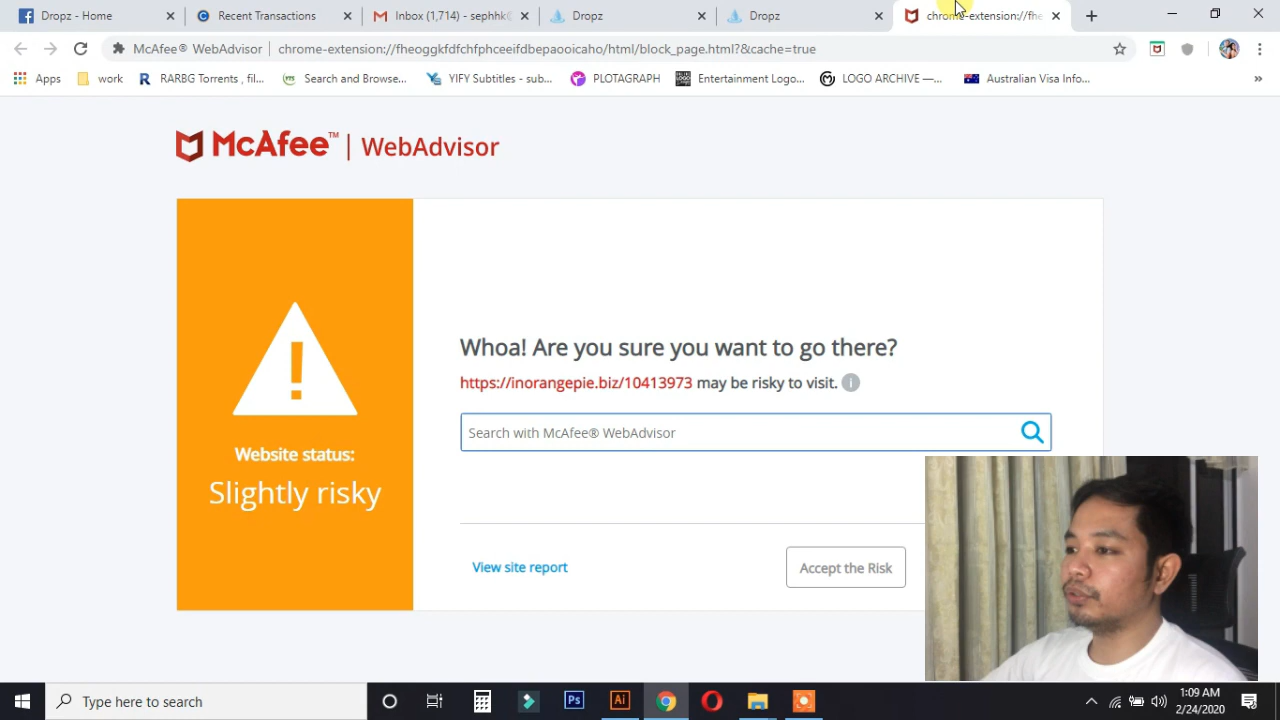 Dropz - Home
Recent Transactions
Inbox (1,714) - sephhk
Dropz
Dropz
chrome-extension://fhe
McAfee® WebAdvisor
chrome-extension://fheoggkfdfchfphceeifdbepaooicaho/html/block_page.html?&cache=true
Apps
work
RARBG Torrents , fil...
Search and Browse...
YIFY Subtitles - sub...
PLOTAGRAPH
Entertainment Logo...
LOGO ARCHIVE —...
Australian Visa Info...
McAfee™ | WebAdvisor
Website status:
Slightly risky
Whoa! Are you sure you want to go there?
https://inorangepie.biz/10413973 may be risky to visit.
Search with McAfee® WebAdvisor
View site report
Accept the Risk
Type here to search
Ps
Ai
1:09 AM
2/24/2020